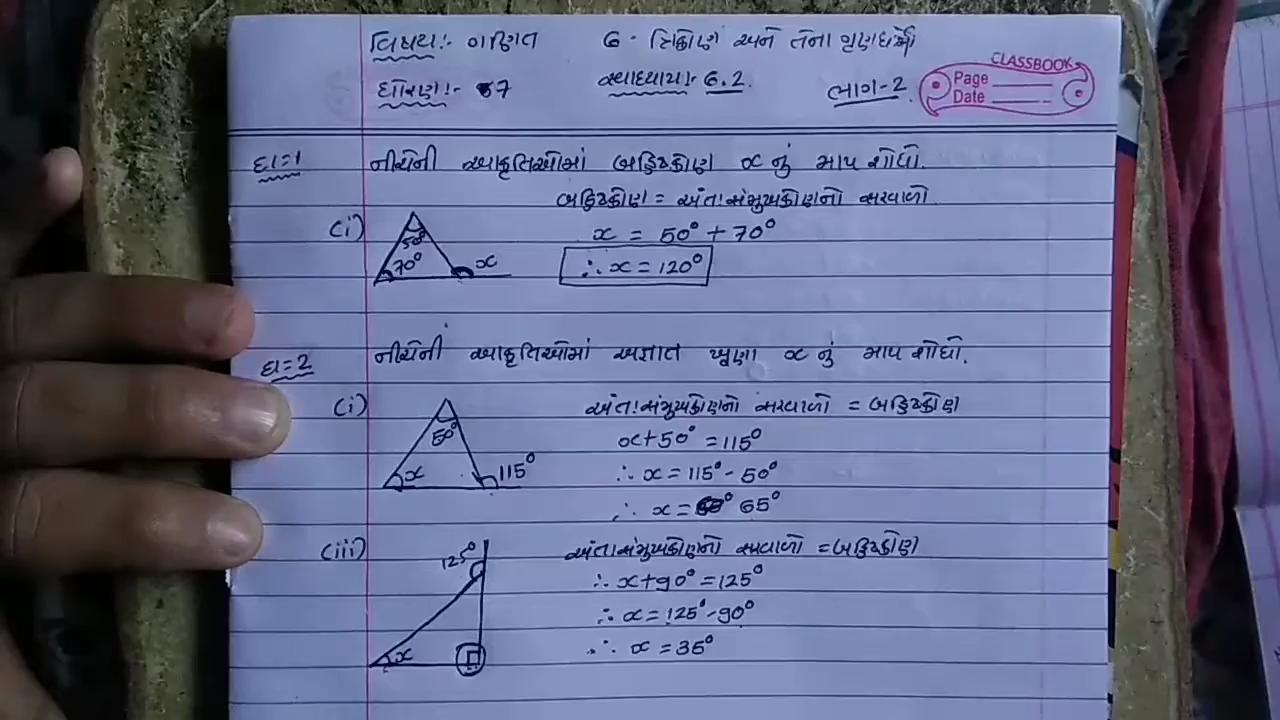 વિષય:- ગણિત 6 - ત્રિકોણ અને તેના ગુણધર્મો
ધોરણ:- 7 સ્વાધ્યાય:- 6.2 ભાગ-2
CLASSBOOK
Page
Date
દા=1 નીચેની આકૃતિઓમાં બહિષ્કોણ x નું માપ શોધો.
બહિષ્કોણ = અંતઃસંમુખકોણનો સરવાળો
(i) 50° 70° x
x = 50° + 70°
∴ x = 120°
દા=2 નીચેની આકૃતિઓમાં અજ્ઞાત ખૂણા x નું માપ શોધો.
(i) 50° x 115°
અંતઃસંમુખકોણનો સરવાળો = બહિષ્કોણ
x + 50° = 115°
∴ x = 115° - 50°
∴ x = 65°
(iii) 125° x
અંતઃસંમુખકોણનો સરવાળો = બહિષ્કોણ
∴ x + 90° = 125°
∴ x = 125° - 90°
∴ x = 35°